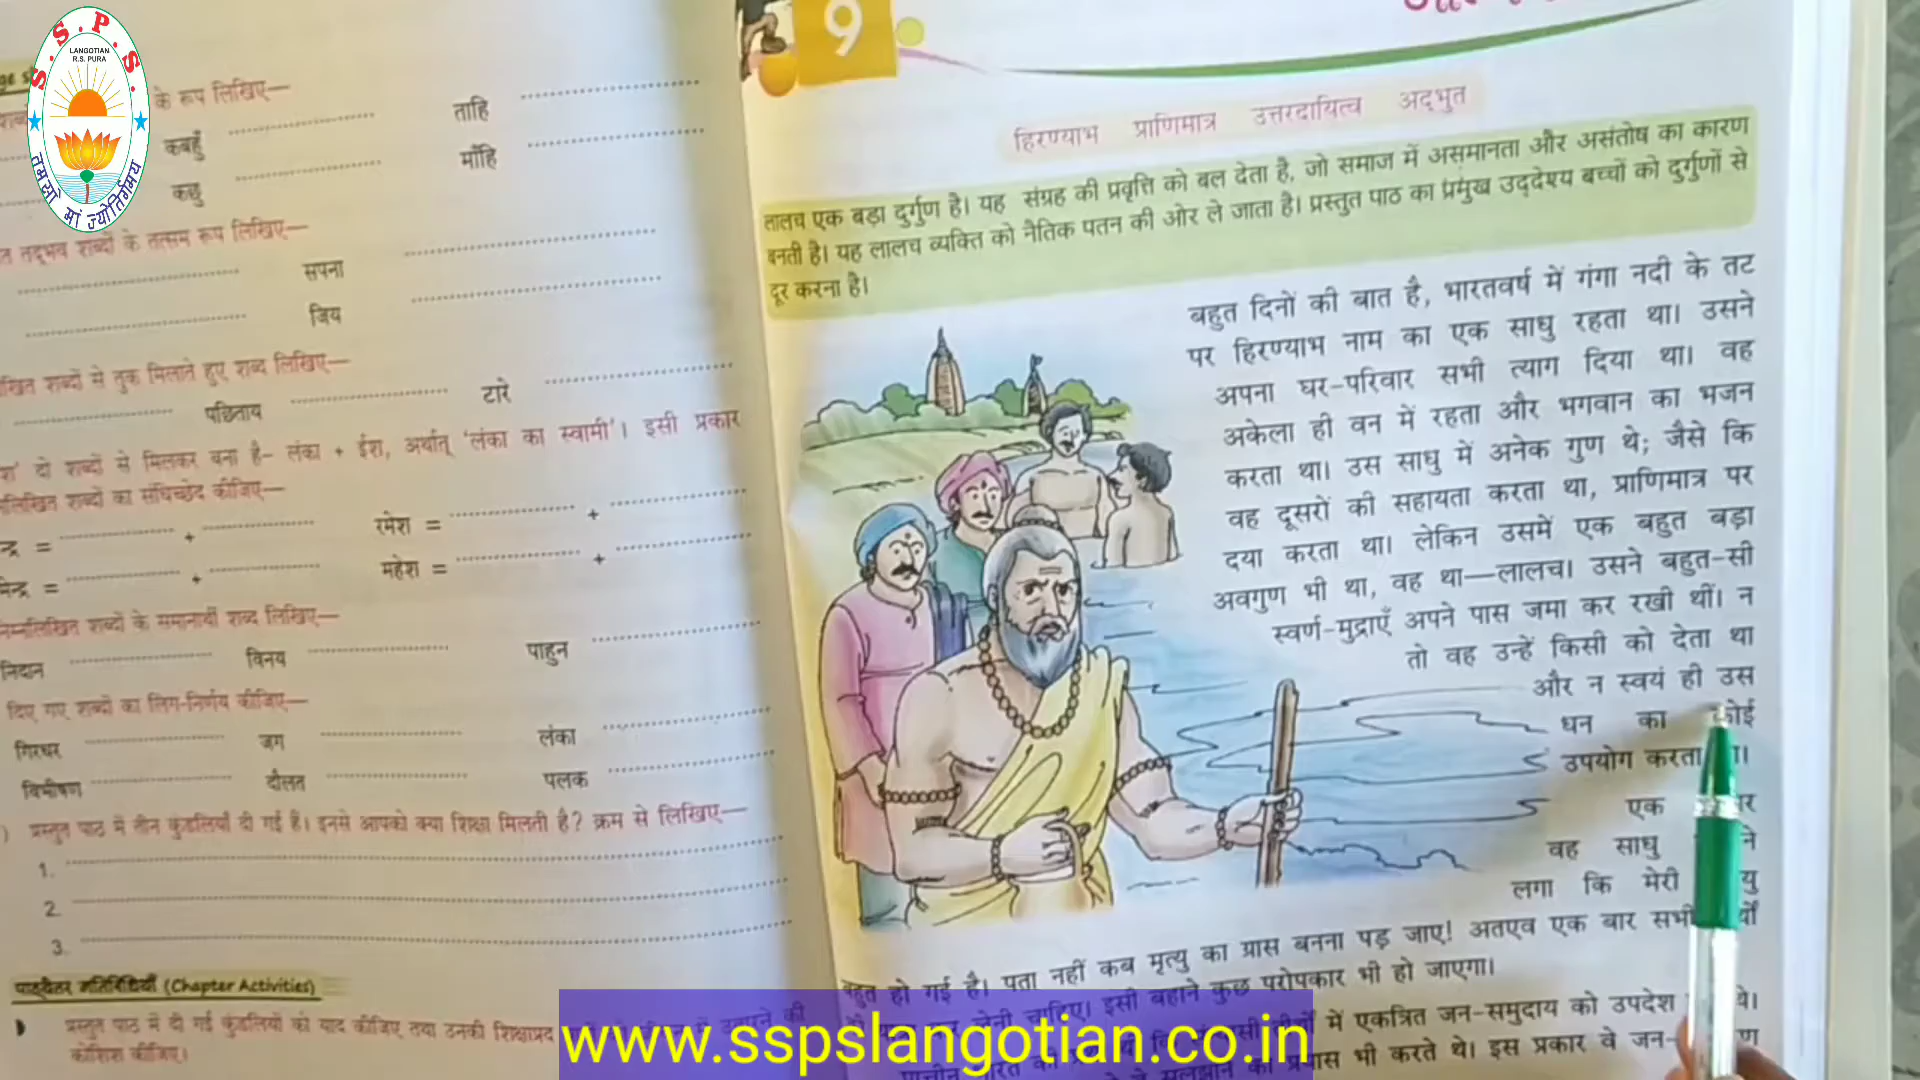 S.S.P.S.
LANGOTIAN
R.S. PURA
तमसो मां ज्योतिर्गमय
के रूप लिखिए—
कबहुँ
ताहि
कछु
माँहि
तद्भव शब्दों के तत्सम रूप लिखिए—
सपना
जिय
शब्दों से तुक मिलाते हुए शब्द लिखिए—
पछिताय
टारे
दो शब्दों से मिलकर बना है– लंका + ईश, अर्थात् 'लंका का स्वामी'। इसी प्रकार
शब्दों का संधिच्छेद कीजिए—
= + रमेश = +
= + महेश = +
निम्नलिखित शब्दों के समानार्थी शब्द लिखिए—
निदान
विनय
पाहुन
दिए गए शब्दों का लिंग-निर्णय कीजिए—
गिरधर
जग
लंका
विभीषण
दौलत
पलक
प्रस्तुत पाठ में तीन कुंडलियाँ दी गई हैं। इनसे आपको क्या शिक्षा मिलती है? क्रम से लिखिए—
1.
2.
3.
पाठ्येतर गतिविधियाँ (Chapter Activities)
प्रस्तुत पाठ में दी गई कुंडलियों को याद कीजिए तथा उनकी शिक्षाप्रद
कोशिश कीजिए।
9
हिरण्याभ प्राणिमात्र उत्तरदायित्व अद्भुत
लालच एक बड़ा दुर्गुण है। यह संग्रह की प्रवृत्ति को बल देता है, जो समाज में असमानता और असंतोष का कारण
बनती है। यह लालच व्यक्ति को नैतिक पतन की ओर ले जाता है। प्रस्तुत पाठ का प्रमुख उद्देश्य बच्चों को दुर्गुणों से
दूर करना है।
बहुत दिनों की बात है, भारतवर्ष में गंगा नदी के तट
पर हिरण्याभ नाम का एक साधु रहता था। उसने
अपना घर-परिवार सभी त्याग दिया था। वह
अकेला ही वन में रहता और भगवान का भजन
करता था। उस साधु में अनेक गुण थे; जैसे कि
वह दूसरों की सहायता करता था, प्राणिमात्र पर
दया करता था। लेकिन उसमें एक बहुत बड़ा
अवगुण भी था, वह था—लालच। उसने बहुत-सी
स्वर्ण-मुद्राएँ अपने पास जमा कर रखी थीं। न
तो वह उन्हें किसी को देता था
और न स्वयं ही उस
धन का कोई
उपयोग करता
एक
वह साधु
लगा कि मेरी
बहुत हो गई है। पता नहीं कब मृत्यु का ग्रास बनना पड़ जाए! अतएव एक बार सभी
इसी बहाने कुछ परोपकार भी हो जाएगा।
में एकत्रित जन-समुदाय को उपदेश
प्रयास भी करते थे। इस प्रकार वे जन-
www.sspslangotian.co.in